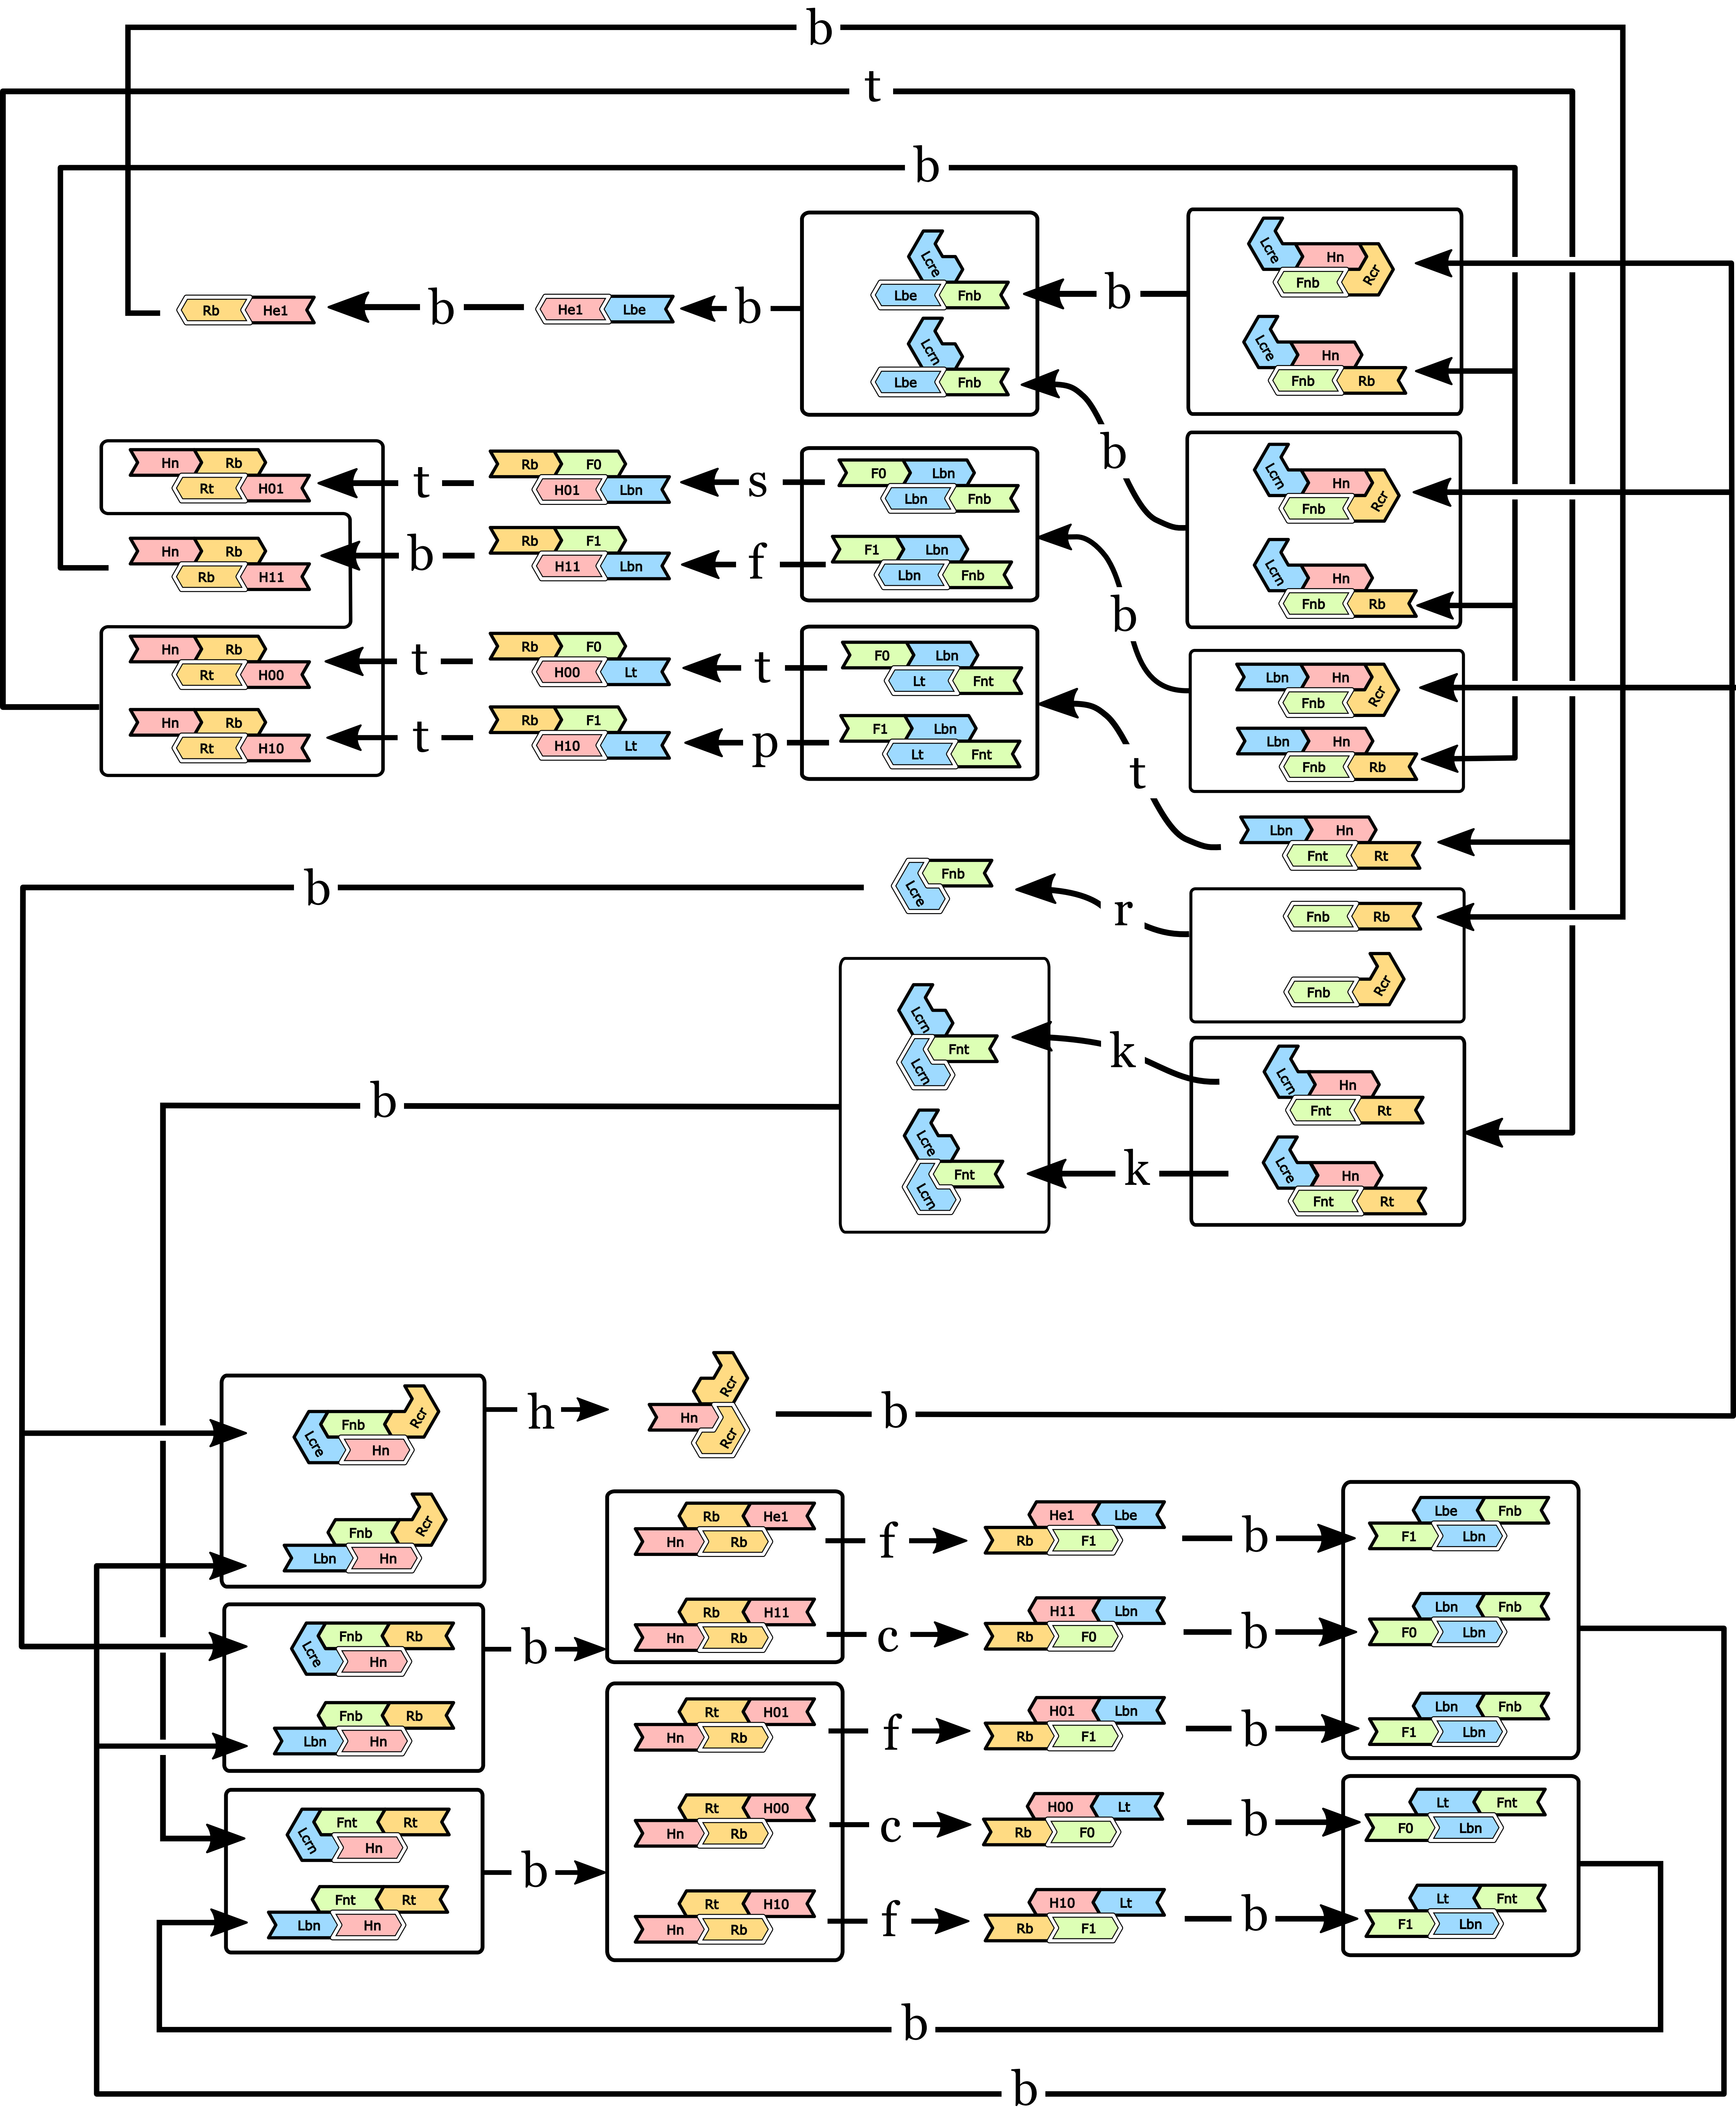 b
t
b
Lcre
Hn
Rcr
Fnb
Lcre
Lbe Fnb
b
Rb He1
b
He1 Lbe
b
Lcrn
Lbe Fnb
Lcre
Hn
Fnb Rb
b
Hn Rb
Rt H01
t
Rb F0
H01 Lbn
s
F0 Lbn
Lbn Fnb
Lcrn
Hn
Rcr
Fnb
Hn Rb
Rb H11
b
Rb F1
H11 Lbn
f
F1 Lbn
Lbn Fnb
Lcrn
Hn
Fnb Rb
b
Hn Rb
Rt H00
t
Rb F0
H00 Lt
t
F0 Lbn
Lt Fnt
Lbn Hn
Rcr
Fnb
Hn Rb
Rt H10
t
Rb F1
H10 Lt
p
F1 Lbn
Lt Fnt
Lbn Hn
Fnb Rb
t
Lbn Hn
Fnt Rt
b
Fnb
Lcre
r
Fnb Rb
Fnb Rcr
Lcrn
Fnt
Lcrn
k
Lcrn
Hn
Fnt Rt
b
Lcre
Fnt
Lcrn
k
Lcre
Hn
Fnt Rt
Fnb Rcr
Lcre
Hn
h
Rcr
Hn
Rcr
b
Fnb Rcr
Lbn Hn
Rb He1
Hn Rb
f
He1 Lbe
Rb F1
b
Lbe Fnb
F1 Lbn
Fnb Rb
Lcre
Hn
b
Rb H11
Hn Rb
c
H11 Lbn
Rb F0
b
Lbn Fnb
F0 Lbn
Fnb Rb
Lbn Hn
Rt H01
Hn Rb
f
H01 Lbn
Rb F1
b
Lbn Fnb
F1 Lbn
Fnt Rt
Lcrn
Hn
b
Rt H00
Hn Rb
c
H00 Lt
Rb F0
b
Lt Fnt
F0 Lbn
Fnt Rt
Lbn Hn
Rt H10
Hn Rb
f
H10 Lt
Rb F1
b
Lt Fnt
F1 Lbn
b
b